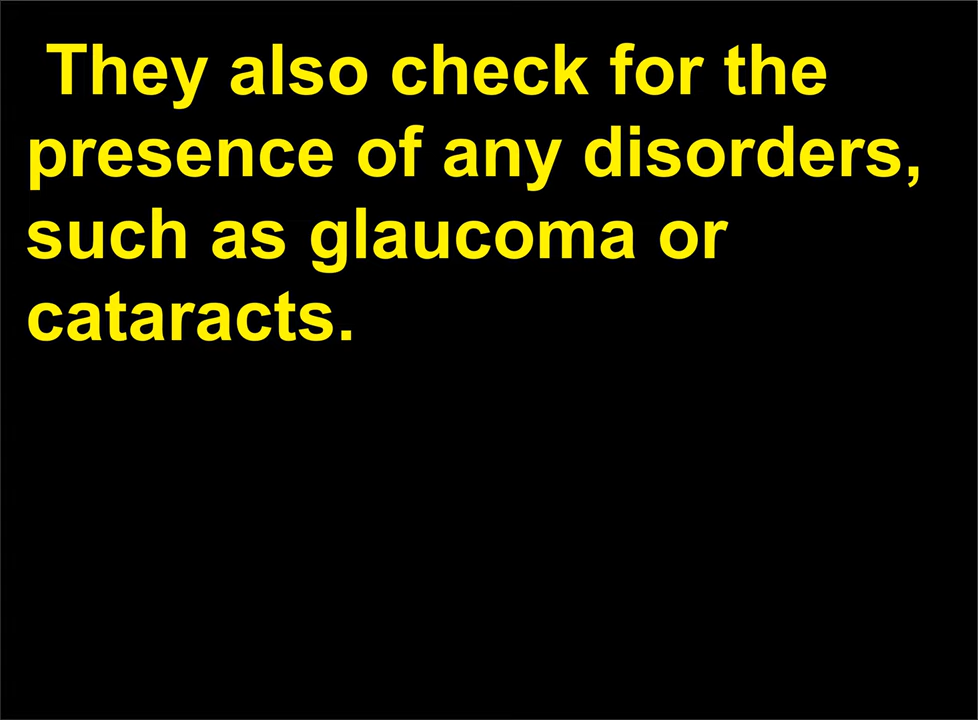 They also check for the
presence of any disorders,
such as glaucoma or
cataracts.